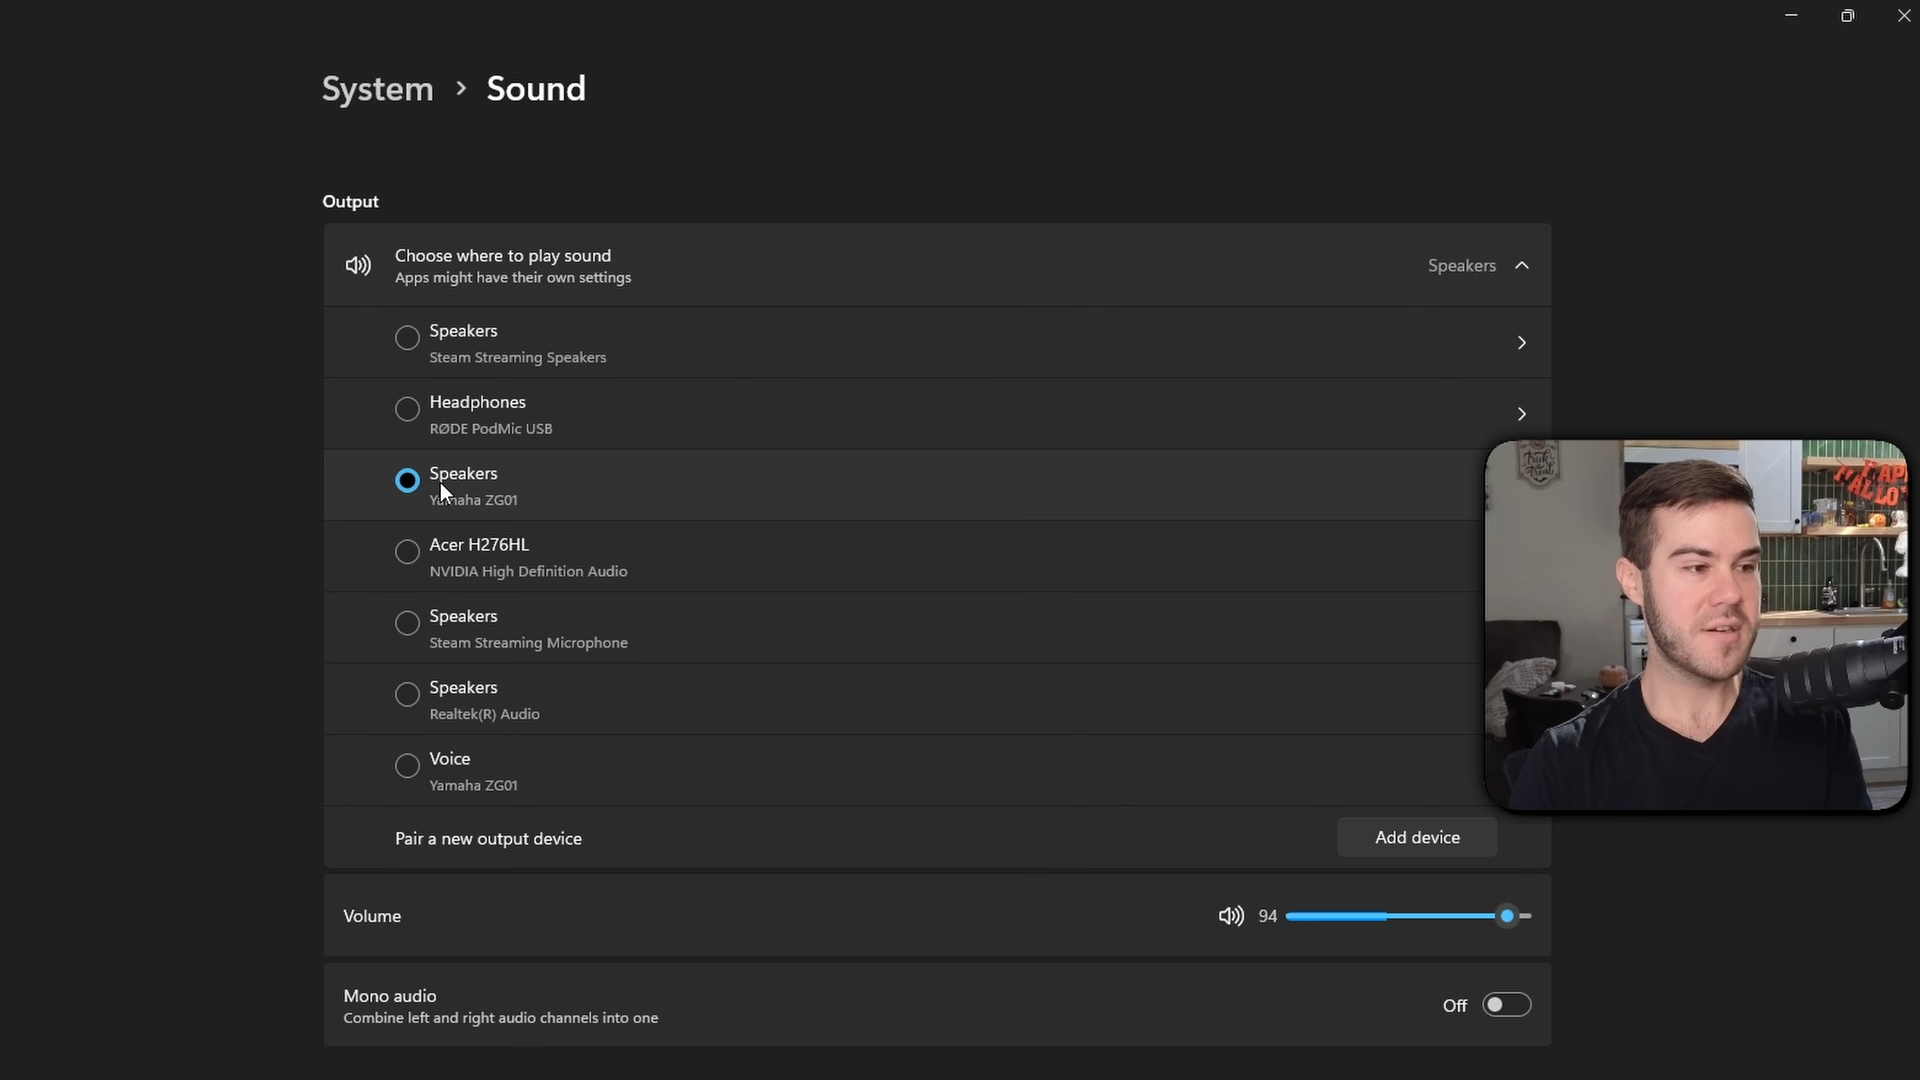 System > Sound
Output
Choose where to play sound
Apps might have their own settings
Speakers
Speakers
Steam Streaming Speakers
Headphones
RØDE PodMic USB
Speakers
Yamaha ZG01
Acer H276HL
NVIDIA High Definition Audio
Speakers
Steam Streaming Microphone
Speakers
Realtek(R) Audio
Voice
Yamaha ZG01
Pair a new output device
Add device
Volume
94
Mono audio
Combine left and right audio channels into one
Off
Trick
Treat